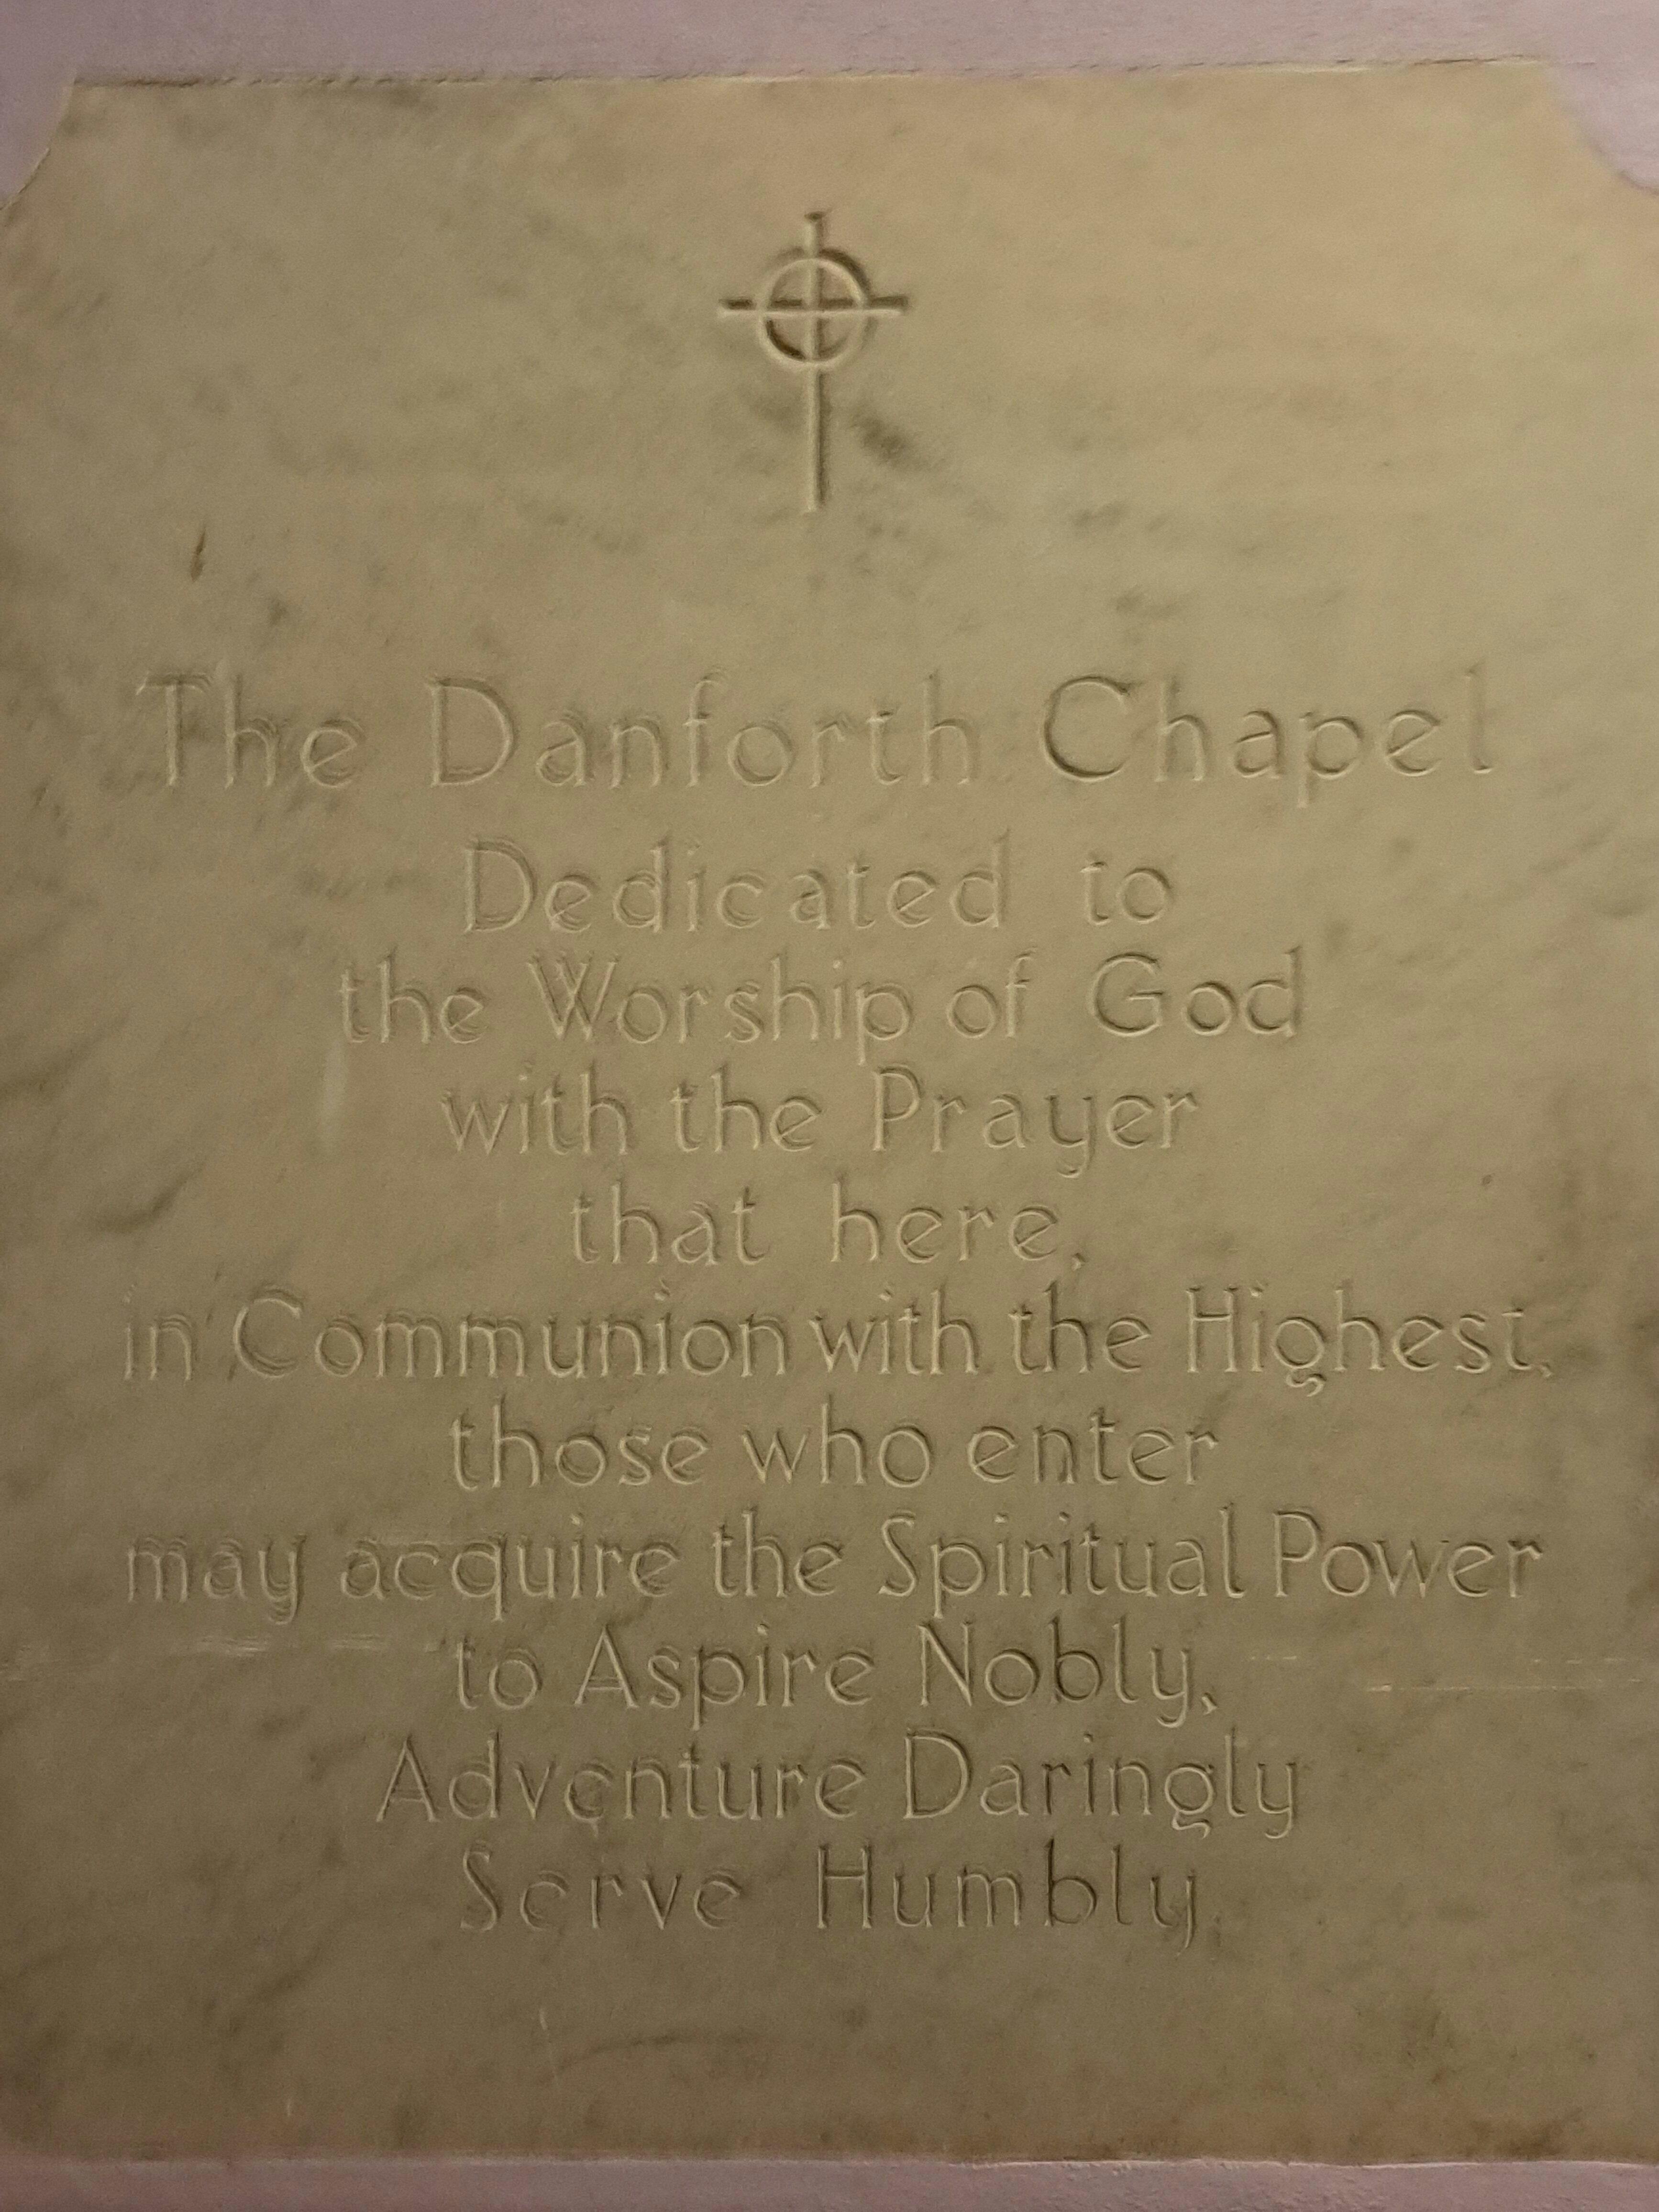 The Danforth Chapel
Dedicated to
the Worship of God
with the Prayer
that here,
in Communion with the Highest,
those who enter
may acquire the Spiritual Power
to Aspire Nobly,
Adventure Daringly
Serve Humbly.